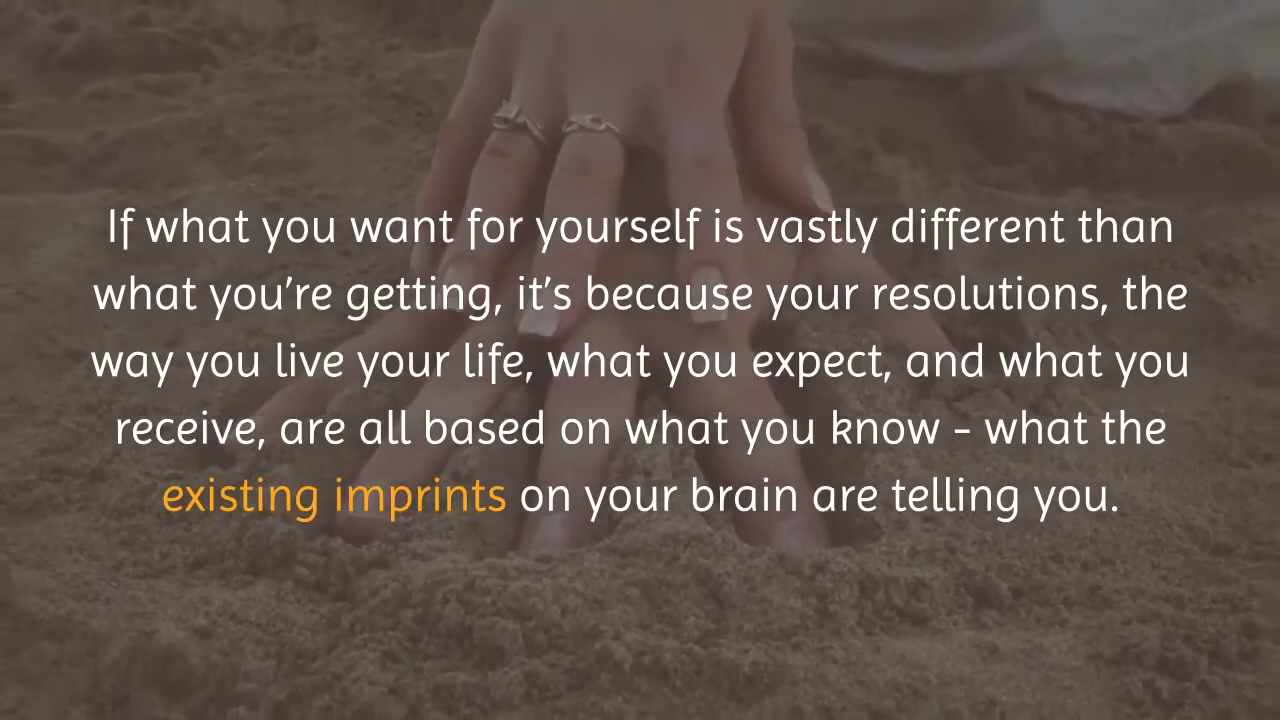 If what you want for yourself is vastly different than
what you’re getting, it’s because your resolutions, the
way you live your life, what you expect, and what you
receive, are all based on what you know - what the
existing imprints on your brain are telling you.